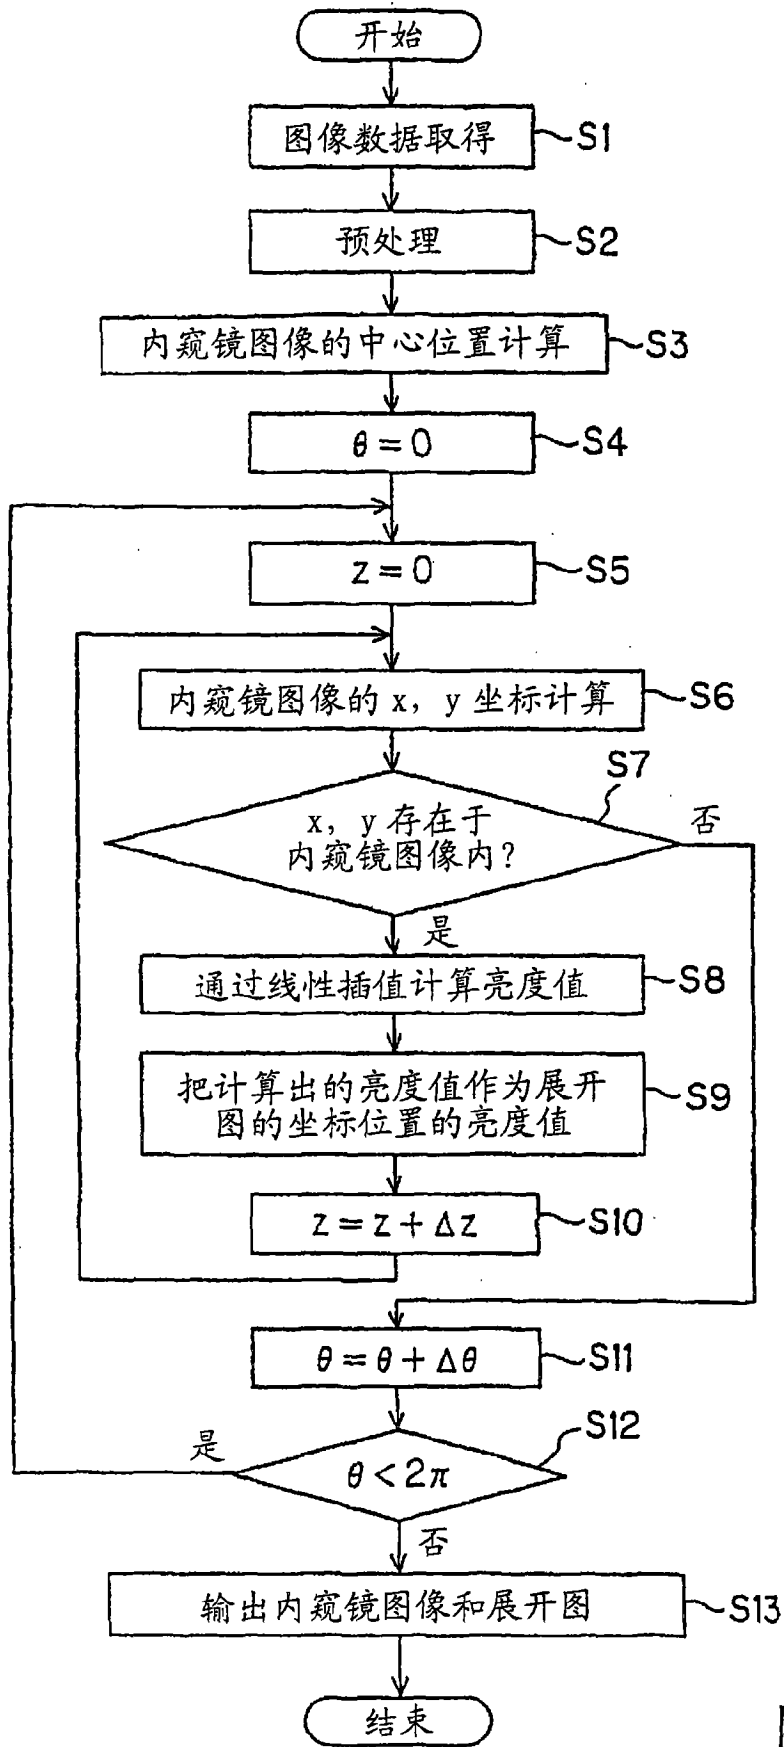 开始
图像数据取得
S1
预处理
S2
内窥镜图像的中心位置计算
S3
θ=0
S4
z=0
S5
内窥镜图像的 x, y 坐标计算
S6
S7
x, y 存在于
内窥镜图像内?
否
是
通过线性插值计算亮度值
S8
把计算出的亮度值作为展开
图的坐标位置的亮度值
S9
z=z+Δz
S10
θ=θ+Δθ
S11
S12
是
θ<2π
否
输出内窥镜图像和展开图
S13
结束